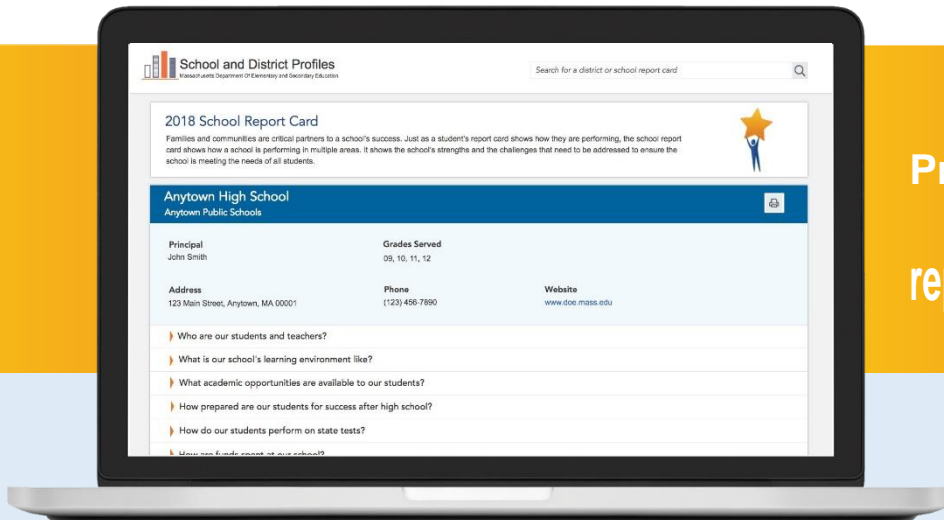 School and District Profiles
Massachusetts Department Of Elementary and Secondary Education
Search for a district or school report card
2018 School Report Card
Families and communities are critical partners to a school's success. Just as a student's report card shows how they are performing, the school report
card shows how a school is performing in multiple areas. It shows the school's strengths and the challenges that need to be addressed to ensure the
school is meeting the needs of all students.
Anytown High School
Anytown Public Schools
Principal
John Smith
Grades Served
09, 10, 11, 12
Address
123 Main Street, Anytown, MA 00001
Phone
(123) 456-7890
Website
www.doe.mass.edu
Who are our students and teachers?
What is our school's learning environment like?
What academic opportunities are available to our students?
How prepared are our students for success after high school?
How do our students perform on state tests?
How are funds spent at our school?